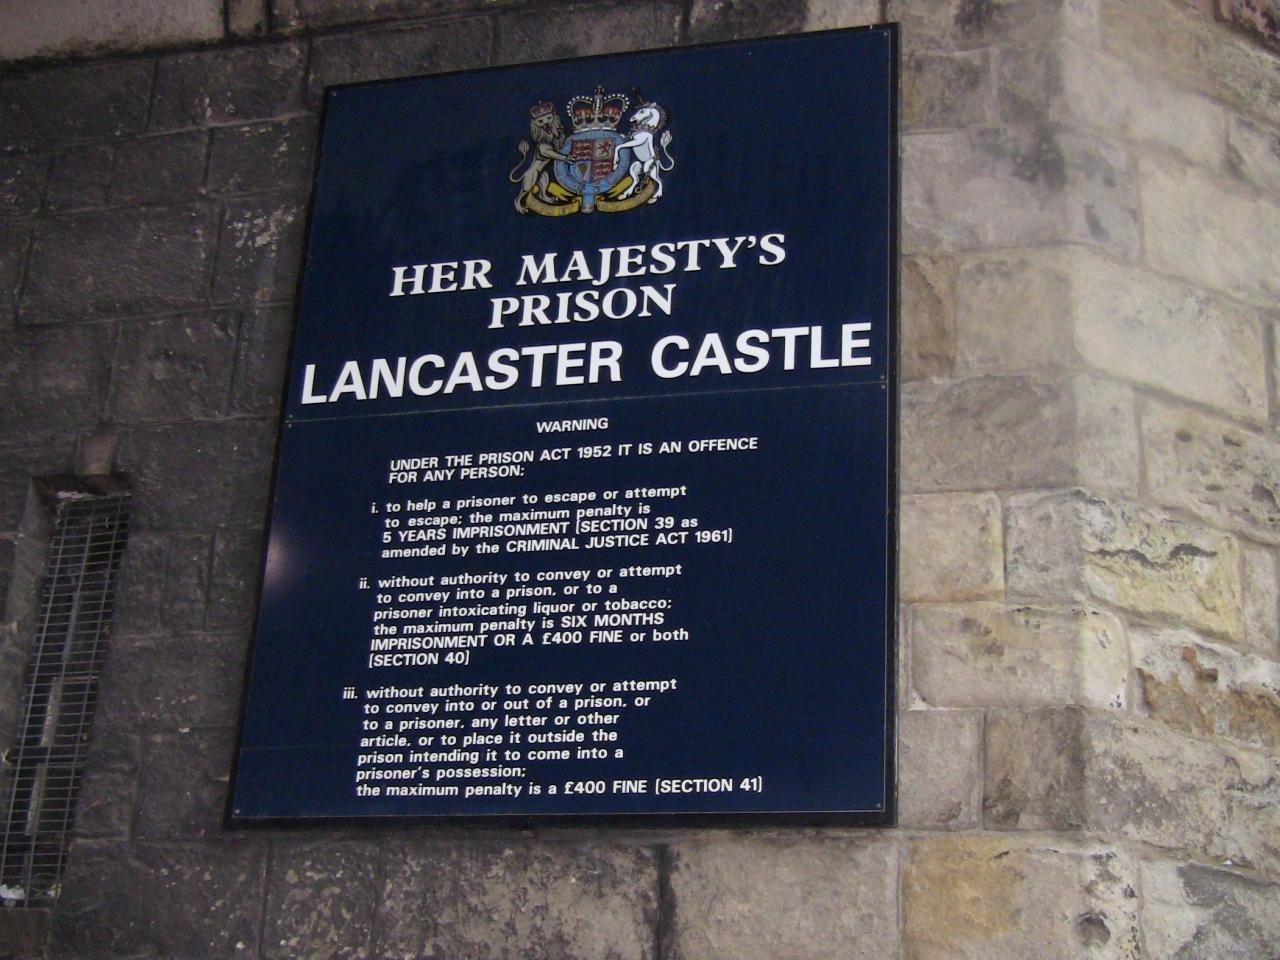 HER MAJESTY'S
PRISON
LANCASTER CASTLE
WARNING
UNDER THE PRISON ACT 1952 IT IS AN OFFENCE
FOR ANY PERSON:
i. to help a prisoner to escape or attempt
to escape; the maximum penalty is
5 YEARS IMPRISONMENT [SECTION 39 as
amended by the CRIMINAL JUSTICE ACT 1961]
ii. without authority to convey or attempt
to convey into a prison, or to a
prisoner intoxicating liquor or tobacco;
the maximum penalty is SIX MONTHS
IMPRISONMENT OR A £400 FINE or both
[SECTION 40]
iii. without authority to convey or attempt
to convey into or out of a prison, or
to a prisoner, any letter or other
article, or to place it outside the
prison intending it to come into a
prisoner's possession;
the maximum penalty is a £400 FINE [SECTION 41]